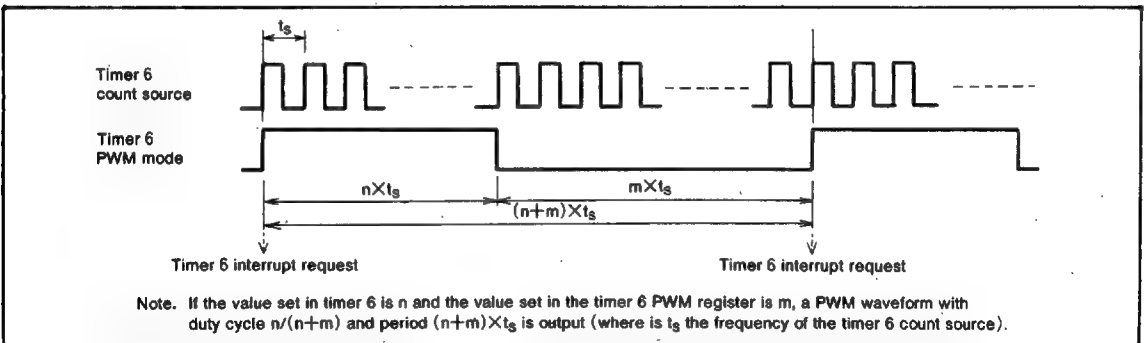 tS
Timer 6
count source
Timer 6
PWM mode
n×tS
m×tS
(n+m)×tS
Timer 6 interrupt request
Timer 6 interrupt request
Note. If the value set in timer 6 is n and the value set in the timer 6 PWM register is m, a PWM waveform with
duty cycle n/(n+m) and period (n+m)×tS is output (where is tS the frequency of the timer 6 count source).